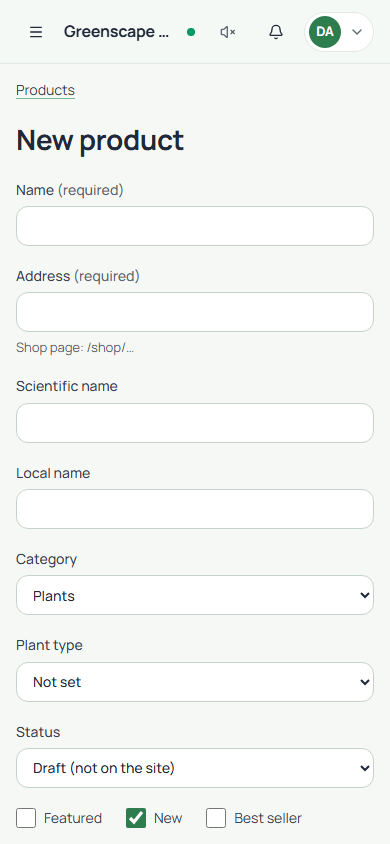 Greenscape ...
DA
Products
New product
Name (required)
Address (required)
Shop page: /shop/...
Scientific name
Local name
Category
Plants
Plant type
Not set
Status
Draft (not on the site)
Featured New Best seller